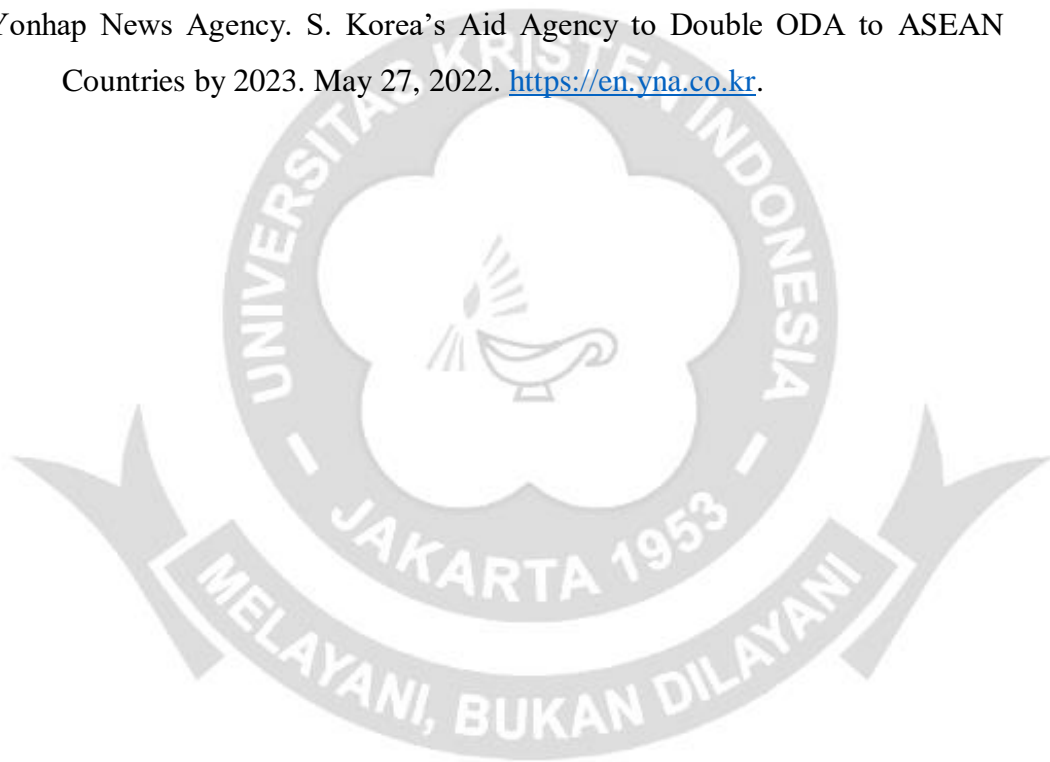 Yonhap News Agency. S. Korea’s Aid Agency to Double ODA to ASEAN
Countries by 2023. May 27, 2022. https://en.yna.co.kr.
UNIVERSITAS KRISTEN INDONESIA
– JAKARTA 1953 –
MELAYANI, BUKAN DILAYANI